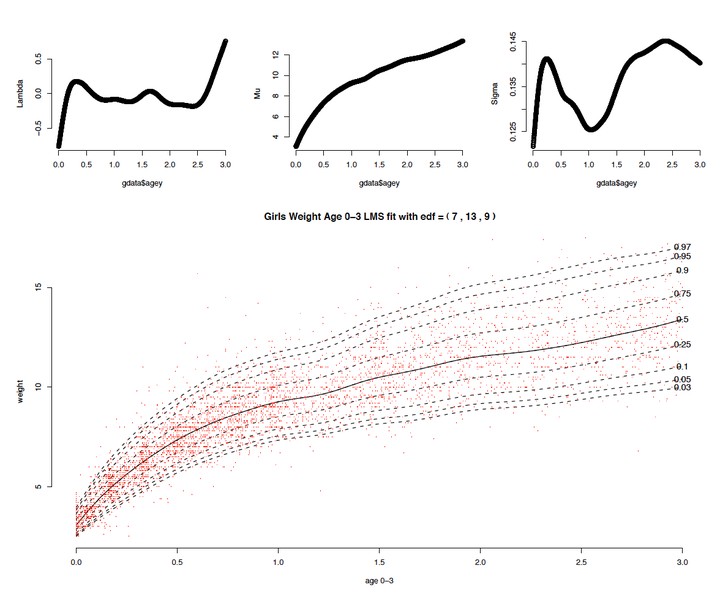 Lambda
0.5
0.0
−0.5
0.0 0.5 1.0 1.5 2.0 2.5 3.0
gdata$agey
Mu
12
10
8
6
4
0.0 0.5 1.0 1.5 2.0 2.5 3.0
gdata$agey
Sigma
0.145
0.135
0.125
0.0 0.5 1.0 1.5 2.0 2.5 3.0
gdata$agey
Girls Weight Age 0−3 LMS fit with edf = ( 7 , 13 , 9 )
weight
15
10
5
0.97
0.95
0.9
0.75
0.5
0.25
0.1
0.05
0.03
0.0 0.5 1.0 1.5 2.0 2.5 3.0
age 0−3